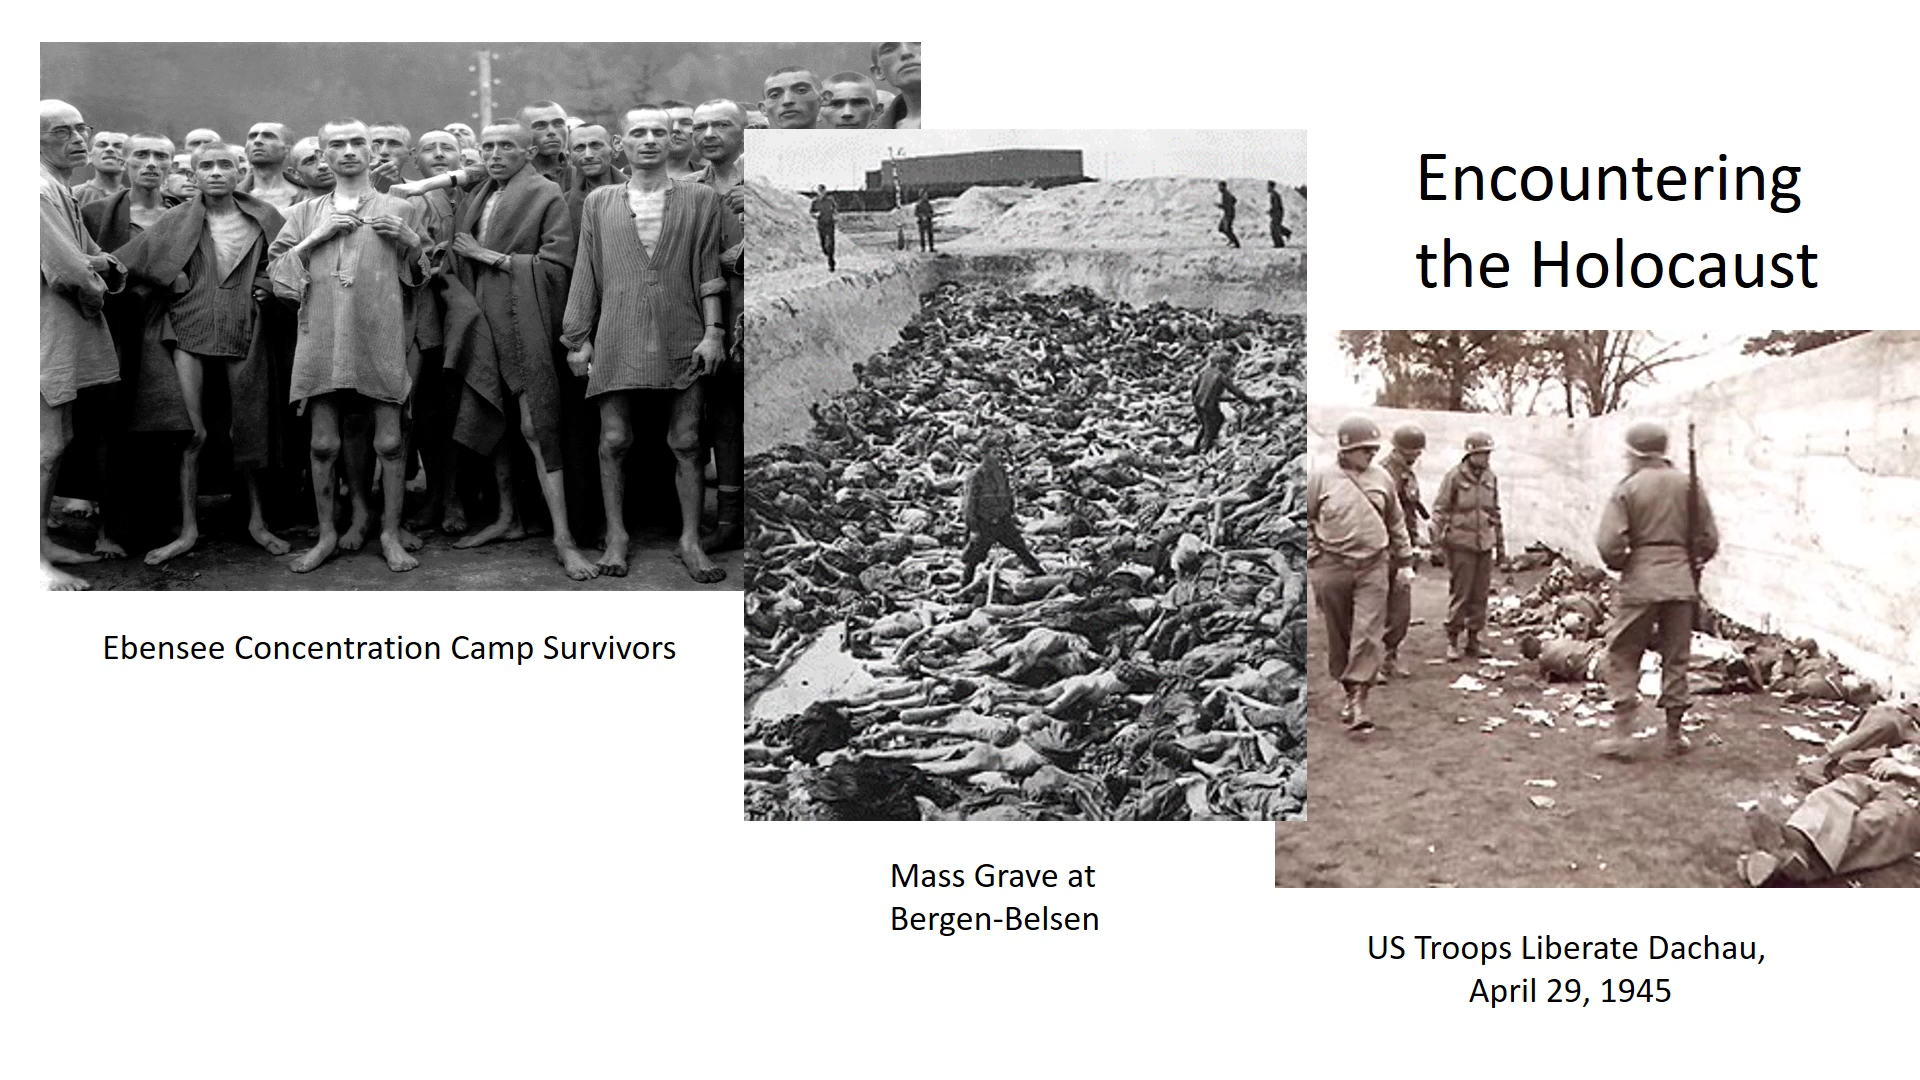 Encountering
the Holocaust
Ebensee Concentration Camp Survivors
Mass Grave at
Bergen-Belsen
US Troops Liberate Dachau,
April 29, 1945